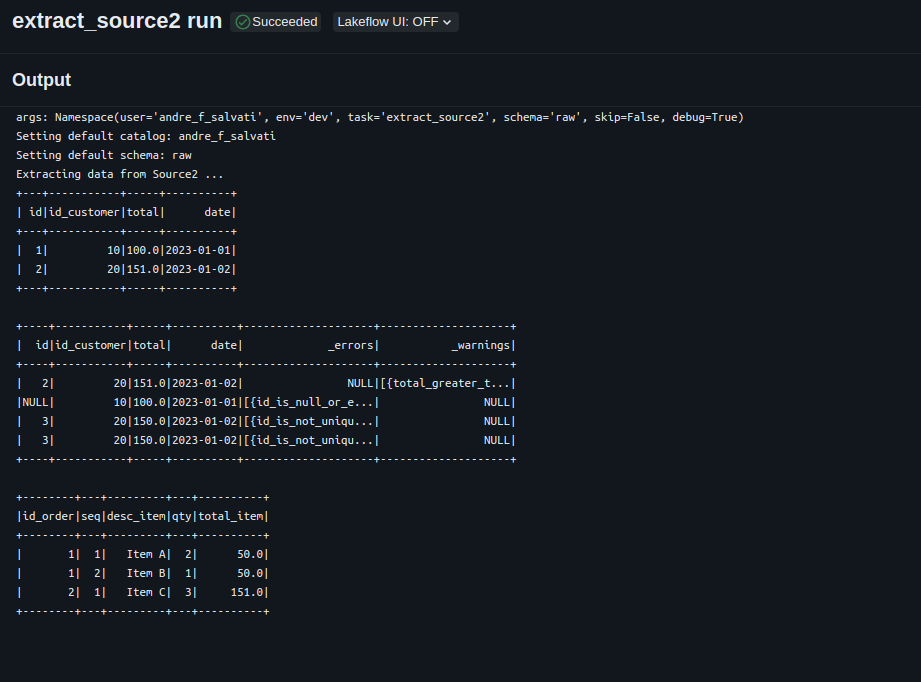 extract_source2 run Succeeded Lakeflow UI: OFF
Output
args: Namespace(user='andre_f_salvati', env='dev', task='extract_source2', schema='raw', skip=False, debug=True)
Setting default catalog: andre_f_salvati
Setting default schema: raw
Extracting data from Source2 ...
+---+-----------+-----+----------+
| id|id_customer|total|      date|
+---+-----------+-----+----------+
|  1|         10|100.0|2023-01-01|
|  2|         20|151.0|2023-01-02|
+---+-----------+-----+----------+
+----+-----------+-----+----------+--------------------+--------------------+
|  id|id_customer|total|      date|             _errors|           _warnings|
+----+-----------+-----+----------+--------------------+--------------------+
|   2|         20|151.0|2023-01-02|                NULL|[{total_greater_t...|
|NULL|         10|100.0|2023-01-01|[{id_is_null_or_e...|                NULL|
|   3|         20|150.0|2023-01-02|[{id_is_not_uniqu...|                NULL|
|   3|         20|150.0|2023-01-02|[{id_is_not_uniqu...|                NULL|
+----+-----------+-----+----------+--------------------+--------------------+
+--------+---+---------+---+----------+
|id_order|seq|desc_item|qty|total_item|
+--------+---+---------+---+----------+
|       1|  1|   Item A|  2|      50.0|
|       1|  2|   Item B|  1|      50.0|
|       2|  1|   Item C|  3|     151.0|
+--------+---+---------+---+----------+